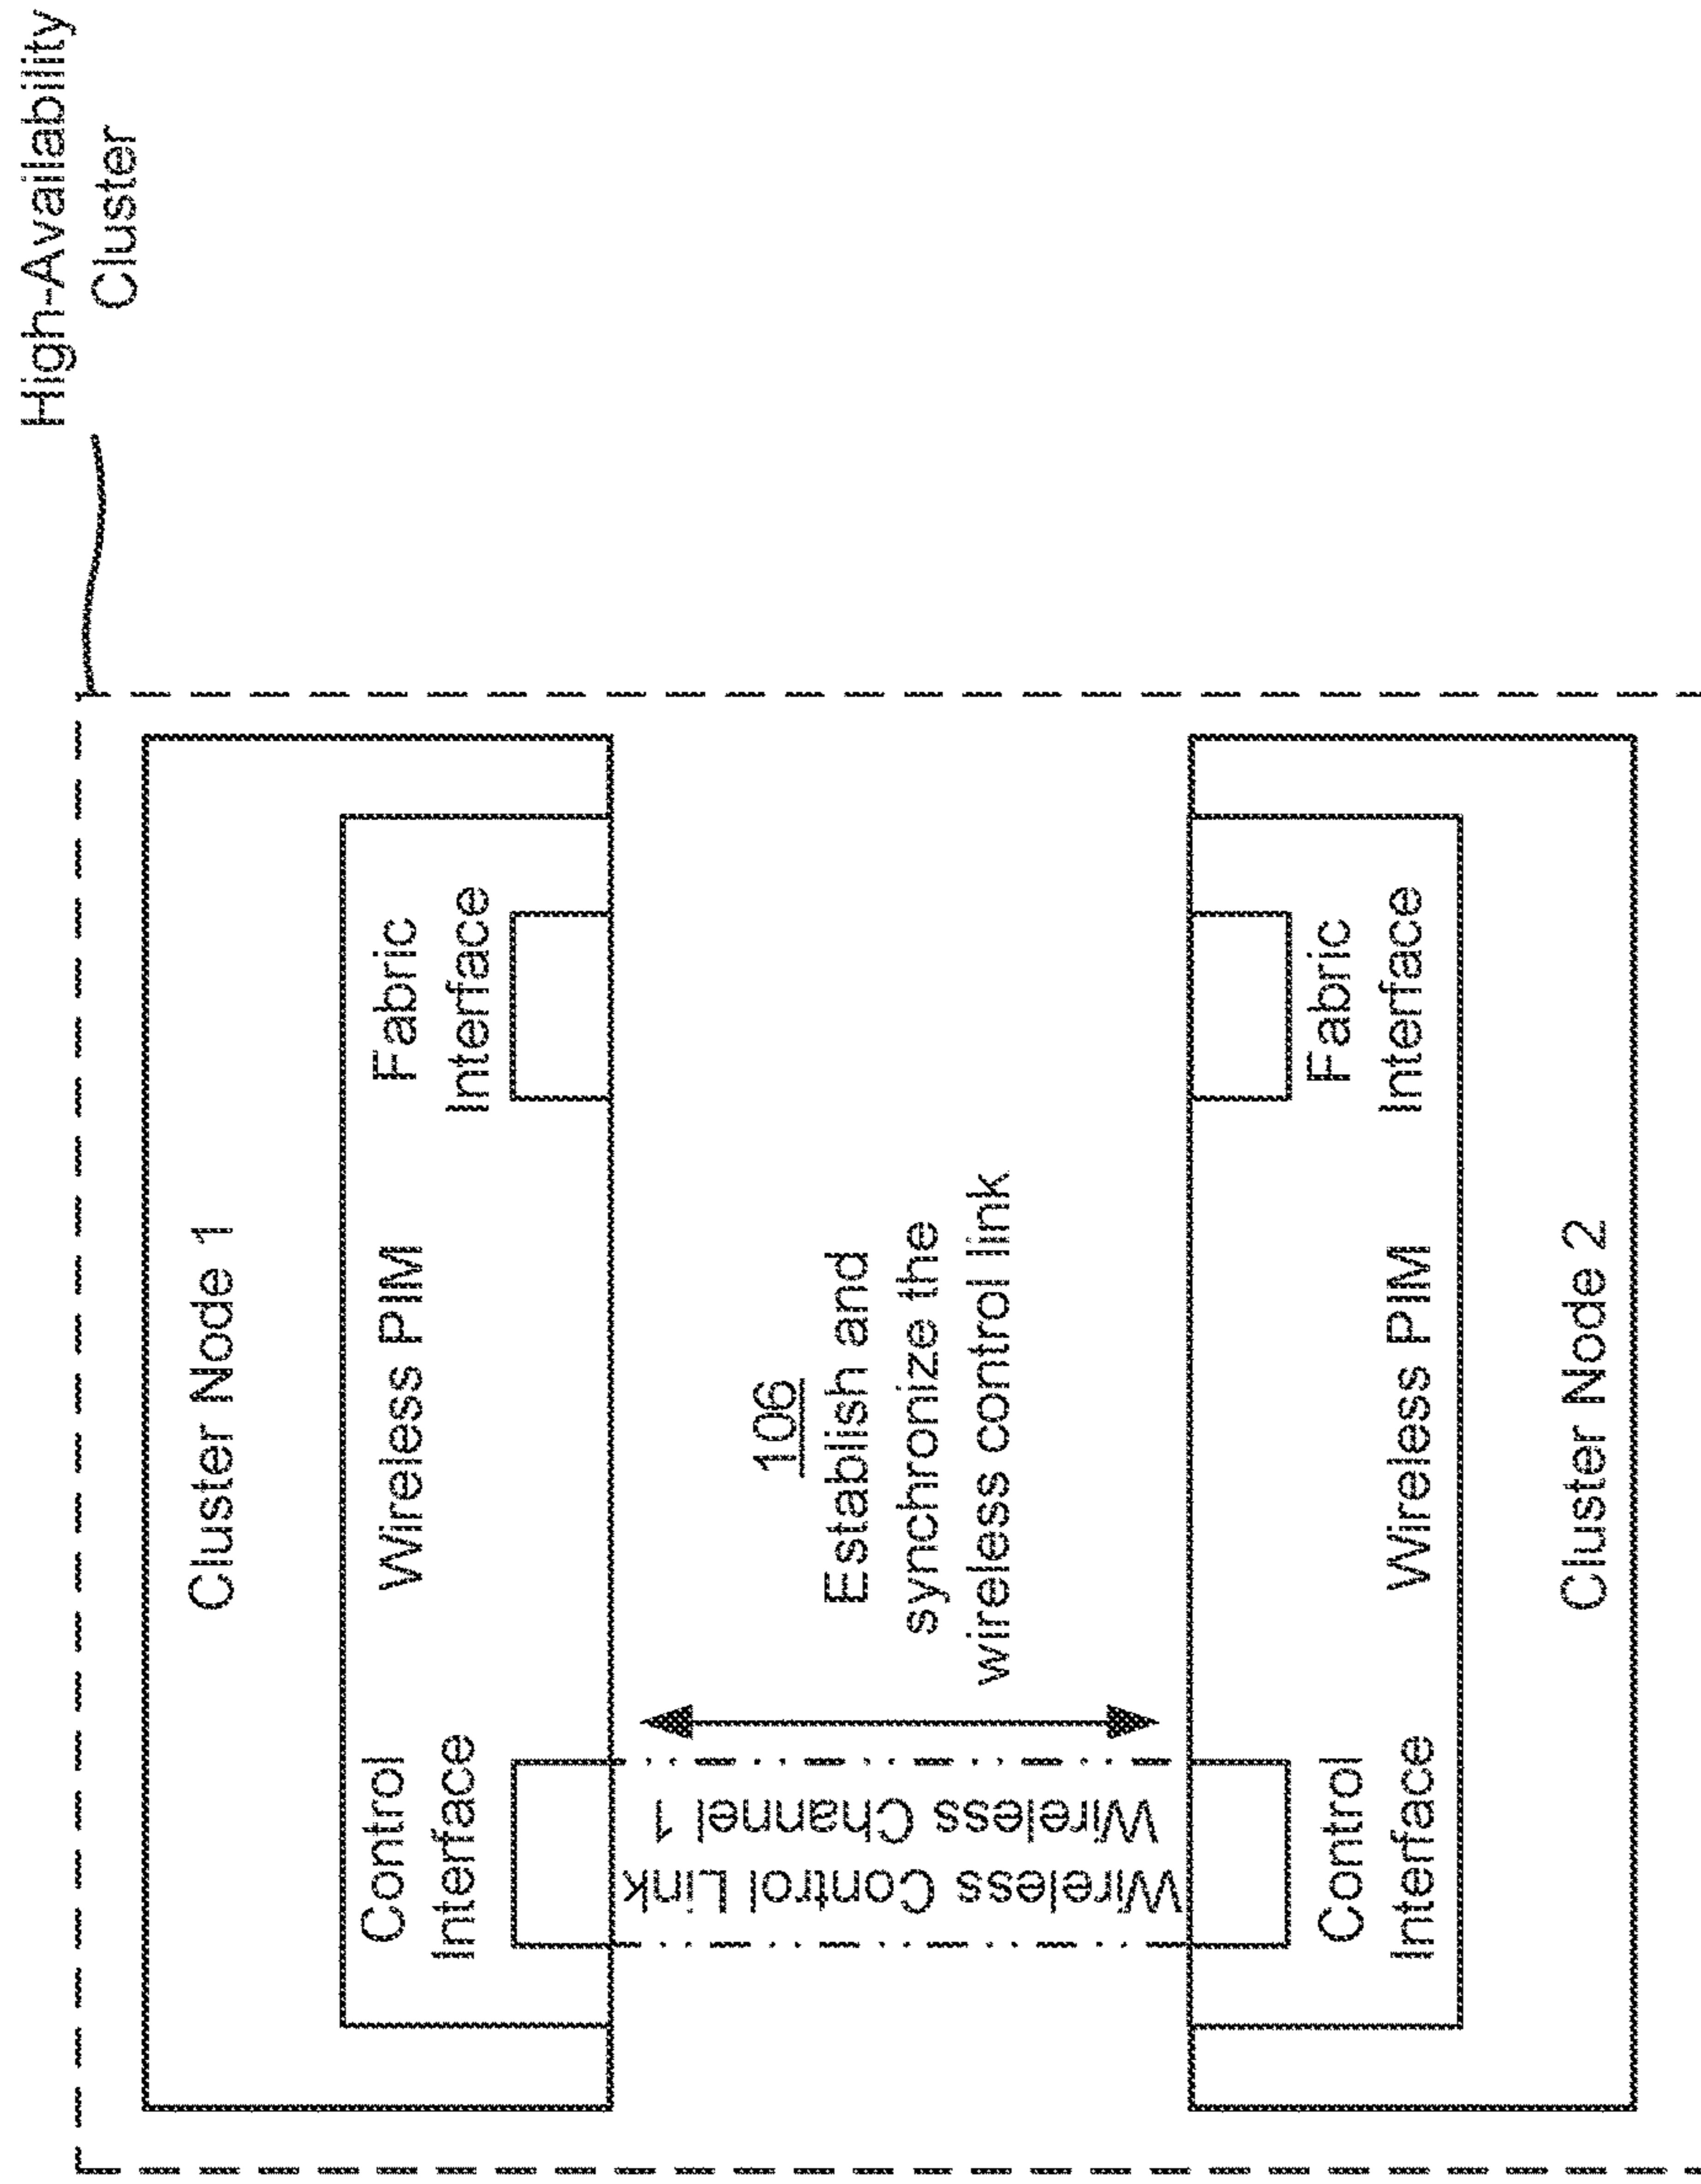 High-Availability
Cluster
Cluster Node 1
Wireless PIM
Control
Interface
Fabric
Interface
Wireless Control Link
Wireless Channel 1
106
Establish and
synchronize the
wireless control link
Control
Interface
Wireless PIM
Fabric
Interface
Cluster Node 2